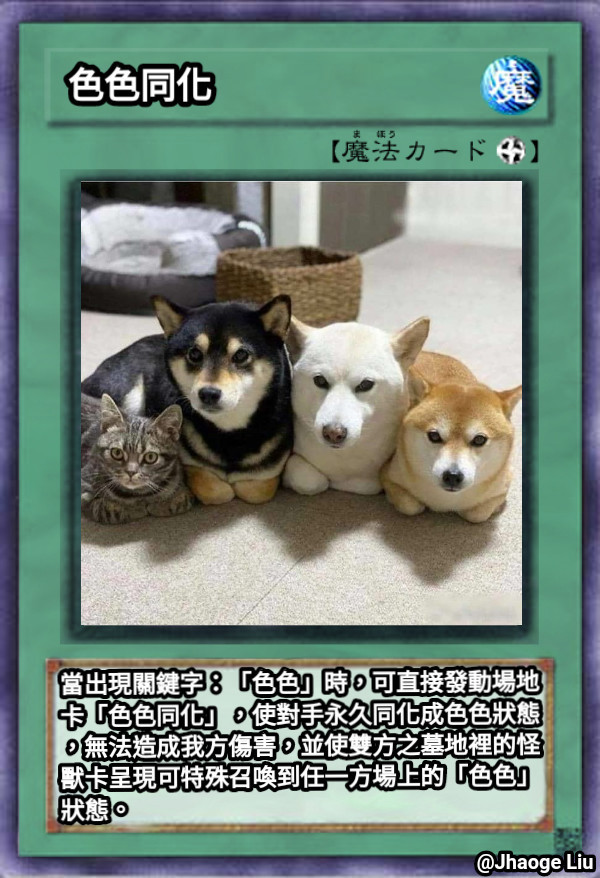 色色同化
魔
【魔法カード】
まほう
當出現關鍵字：「色色」時，可直接發動場地
卡「色色同化」，使對手永久同化成色色狀態
，無法造成我方傷害，並使雙方之墓地裡的怪
獸卡呈現可特殊召喚到任一方場上的「色色」
狀態。
@Jhaoge Liu